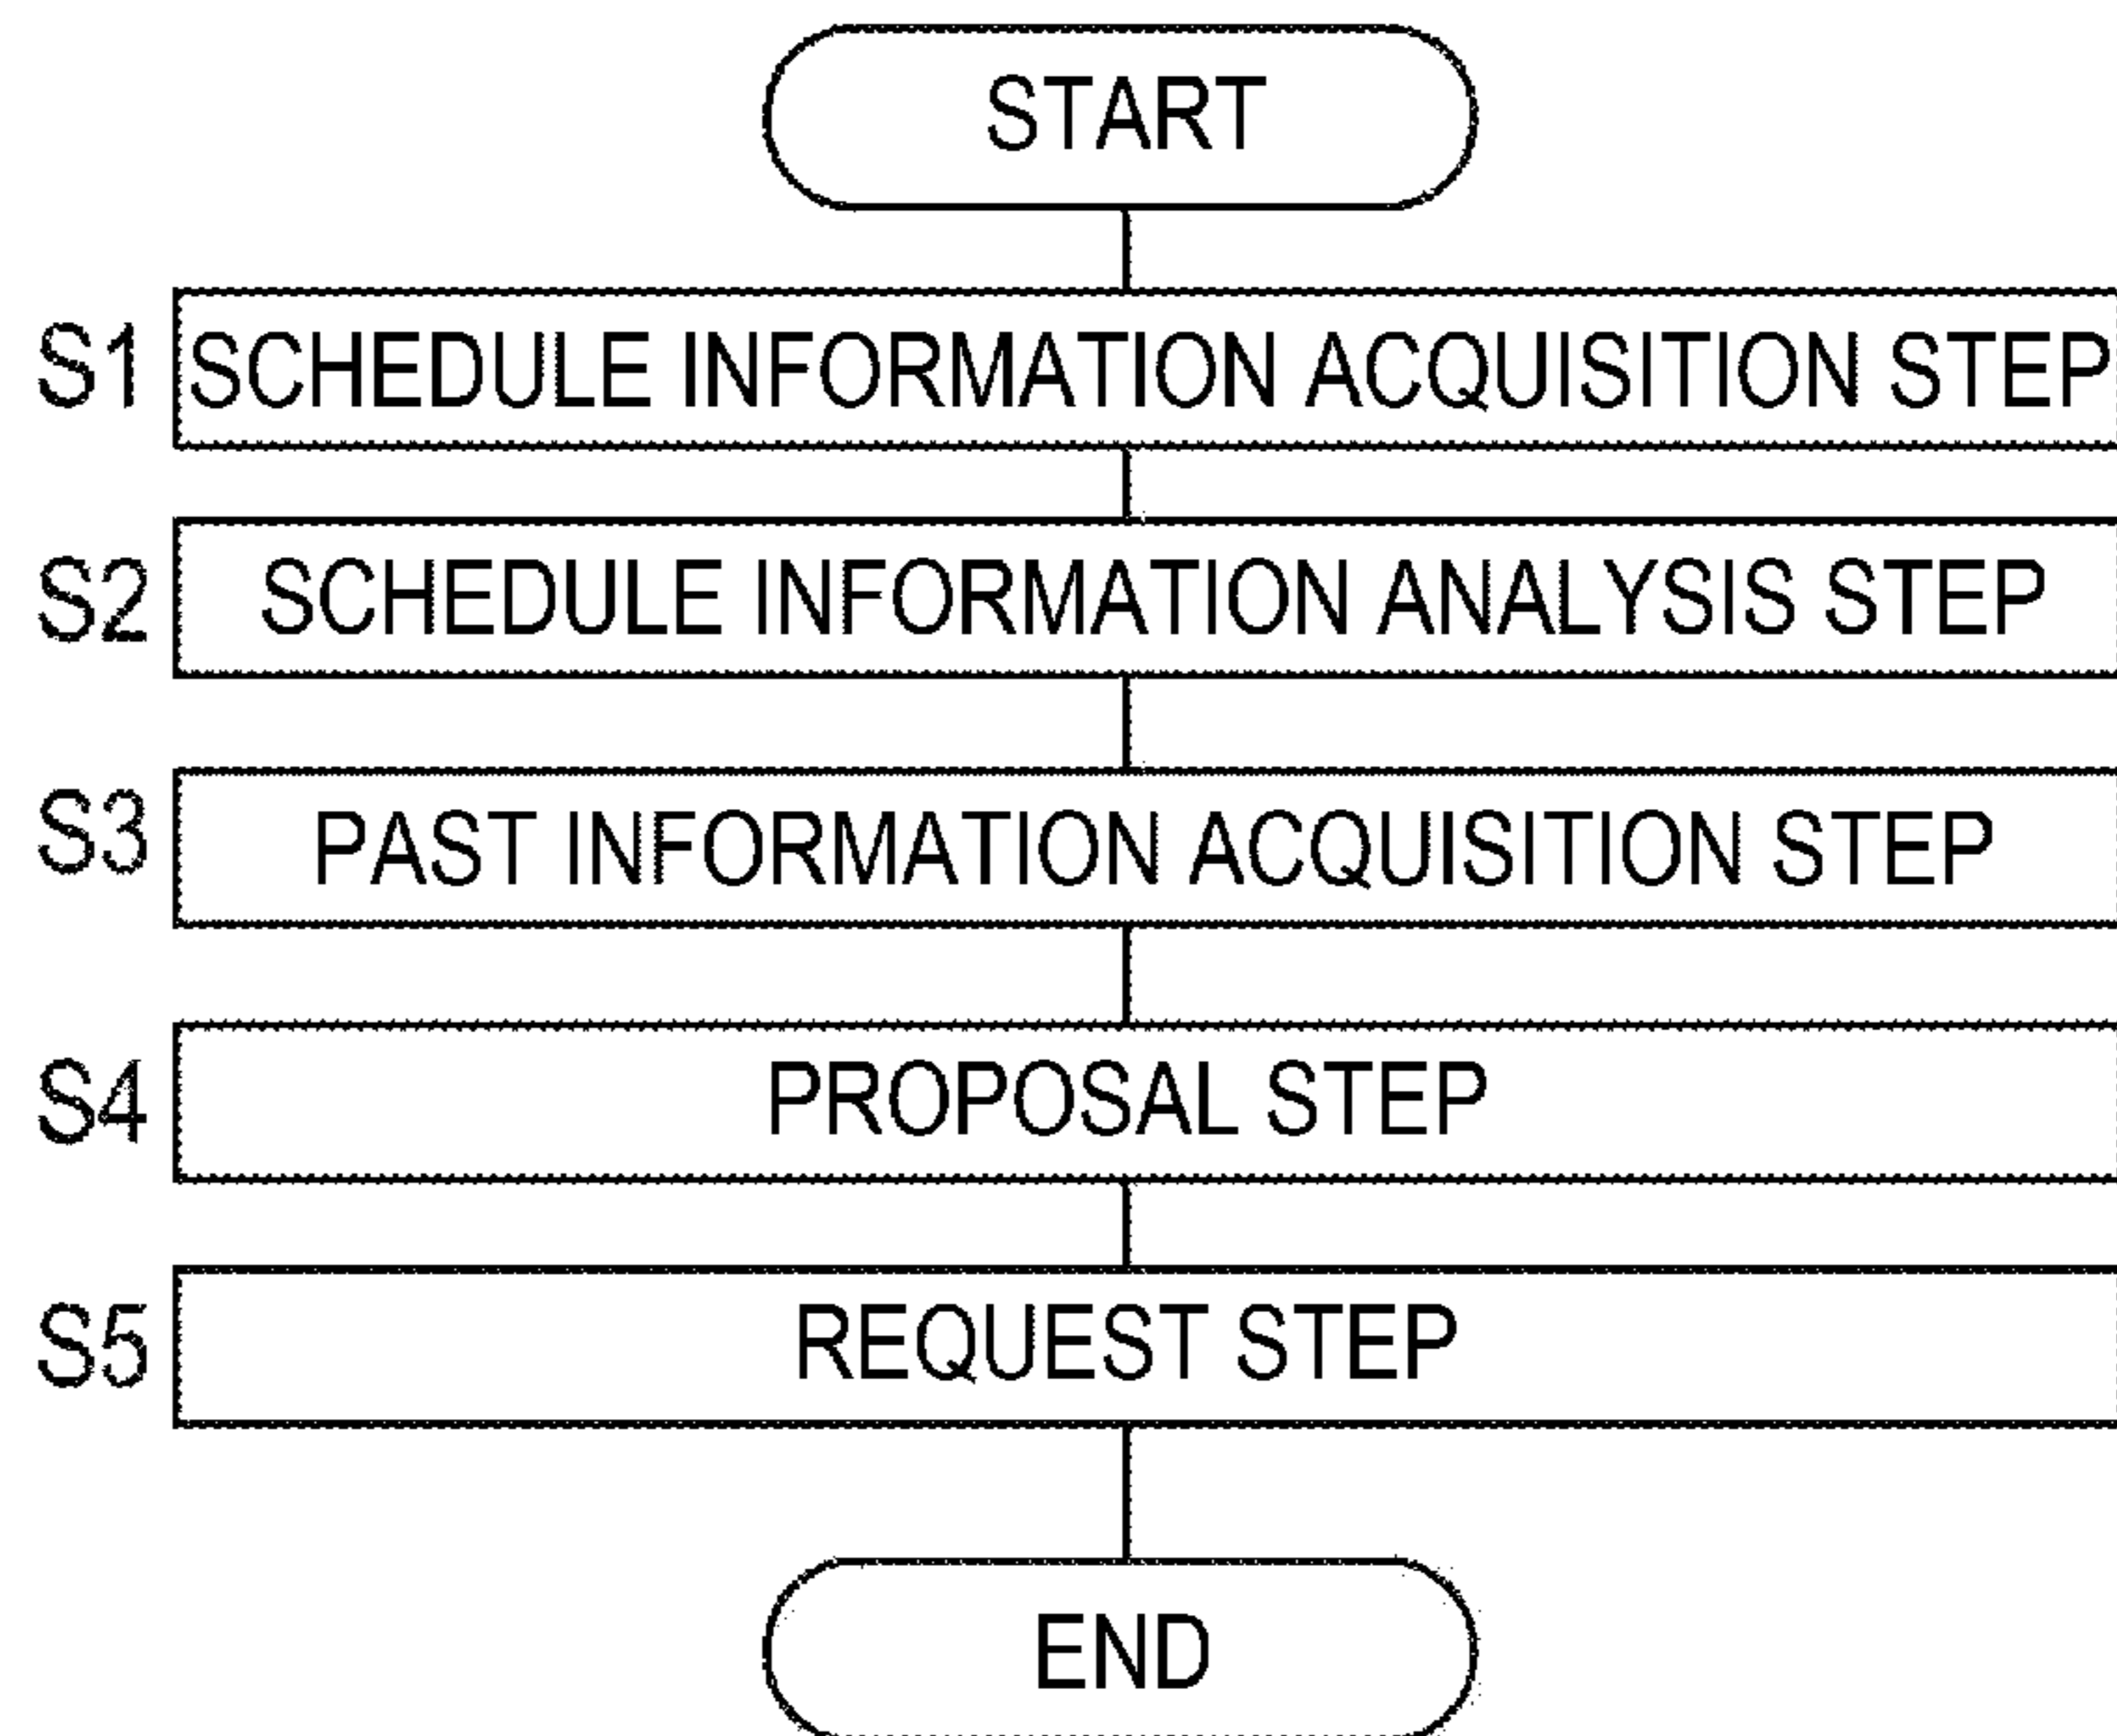 START
S1 SCHEDULE INFORMATION ACQUISITION STEP
S2 SCHEDULE INFORMATION ANALYSIS STEP
S3 PAST INFORMATION ACQUISITION STEP
S4 PROPOSAL STEP
S5 REQUEST STEP
END